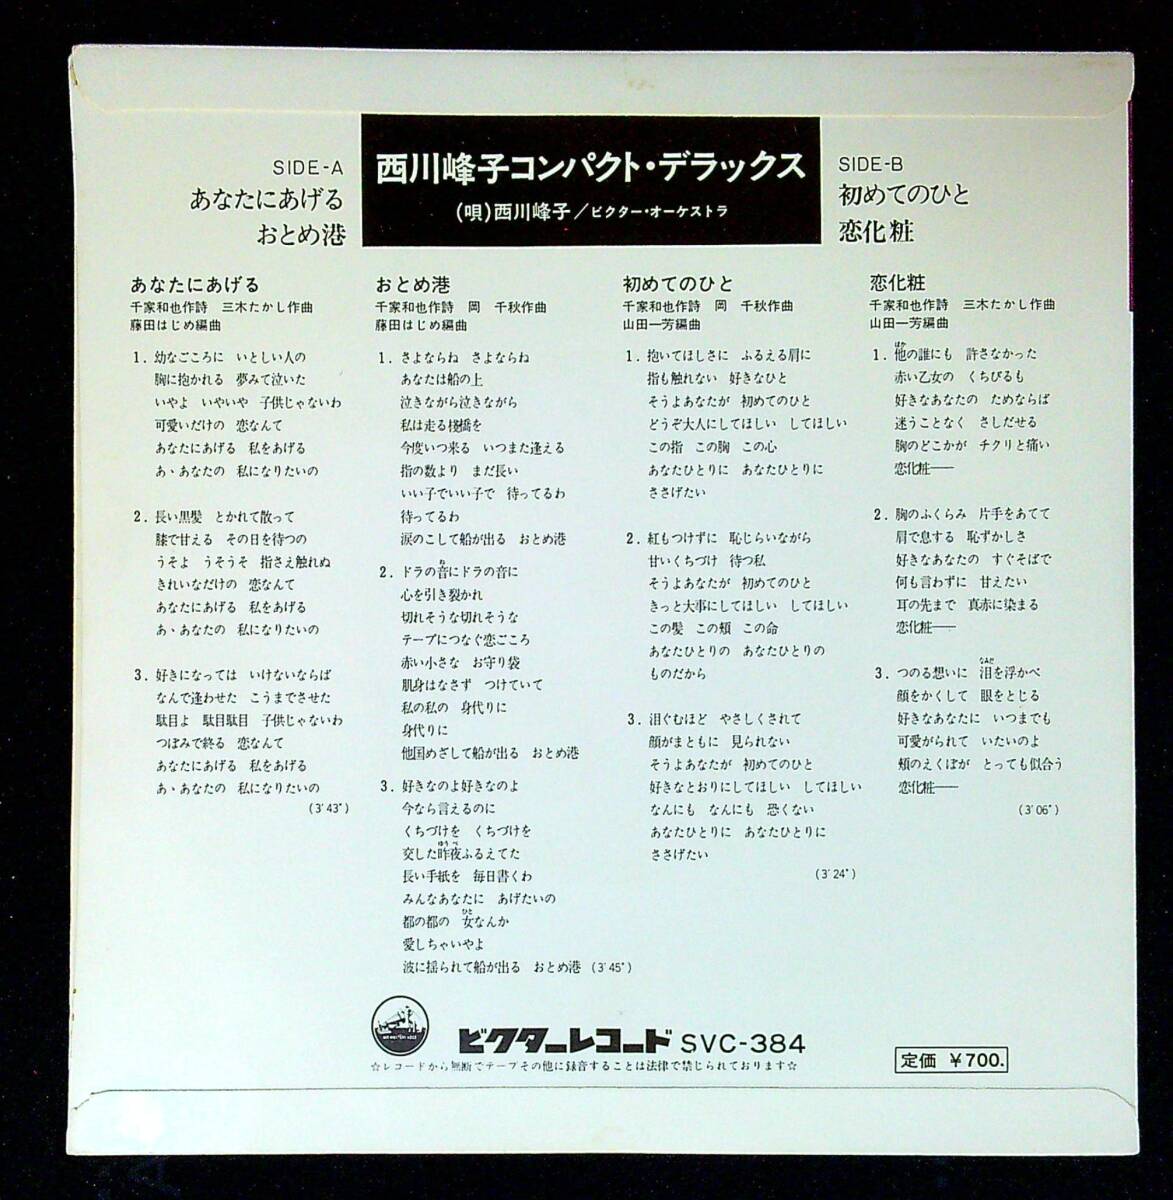 SIDE-A
あなたにあげる
おとめ港
西川峰子コンパクト・デラックス
(唄)西川峰子/ビクター・オーケストラ
SIDE-B
初めてのひと
恋化粧
あなたにあげる
千家和也作詩 三木たかし作曲
藤田はじめ編曲
1. 幼なごころに いとしい人の
胸に抱かれる 夢みて泣いた
いやよ いやいや 子供じゃないわ
可愛いだけの 恋なんて
あなたにあげる 私をあげる
あゝあなたの 私になりたいの
2. 長い黒髪 とかれて散って
膝で甘える その日を待つの
うそよ うそうそ 指さえ触れぬ
きれいなだけの 恋なんて
あなたにあげる 私をあげる
あゝあなたの 私になりたいの
3. 好きになっては いけないならば
なんで逢わせた こうまでさせた
駄目よ 駄目駄目 子供じゃないわ
つぼみで終る 恋なんて
あなたにあげる 私をあげる
あゝあなたの 私になりたいの
(3'43")
おとめ港
千家和也作詩 岡 千秋作曲
藤田はじめ編曲
1. さよならね さよならね
あなたは船の上
泣きながら泣きながら
私は走る桟橋を
今度いつ来る いつまた逢える
指の数より まだ長い
いい子でいい子で 待ってるわ
待ってるわ
涙のこして船が出る おとめ港
2. ドラの音にドラの音に
心を引き裂かれ
切れそうな切れそうな
テープにつなぐ恋ごころ
赤い小さな お守り袋
肌身はなさず つけていて
私の私の 身代りに
身代りに
他国めざして船が出る おとめ港
3. 好きなのよ好きなのよ
今なら言えるのに
くちづけを くちづけを
交した昨夜ふるえてた
長い手紙を 毎日書くわ
みんなあなたに あげたいの
都の都の 女なんか
愛しちゃいやよ
波に揺られて船が出る おとめ港 (3'45")
初めてのひと
千家和也作詩 岡 千秋作曲
山田一芳編曲
1. 抱いてほしさに ふるえる肩に
指も触れない 好きなひと
そうよあなたが 初めてのひと
どうぞ大人にしてほしい してほしい
この指 この胸 この心
あなたひとりに あなたひとりに
ささげたい
2. 紅もつけずに 恥じらいながら
甘いくちづけ 待つ私
そうよあなたが 初めてのひと
きっと大事にしてほしい してほしい
この髪 この頬 この命
あなたひとりの あなたひとりの
ものだから
3. 泪ぐむほど やさしくされて
顔がまともに 見られない
そうよあなたが 初めてのひと
好きなとおりにしてほしい してほしい
なんにも なんにも 恐くない
あなたひとりに あなたひとりに
ささげたい
(3'24")
恋化粧
千家和也作詩 三木たかし作曲
山田一芳編曲
1. 他の誰にも 許さなかった
赤い乙女の くちびるも
好きなあなたの ためならば
迷うことなく さしだせる
胸のどこかが チクリと痛い
恋化粧――
2. 胸のふくらみ 片手をあてて
肩で息する 恥ずかしさ
好きなあなたの すぐそばで
何も言わずに 甘えたい
耳の先まで 真赤に染まる
恋化粧――
3. つのる想いに 泪を浮かべ
顔をかくして 眼をとじる
好きなあなたに いつまでも
可愛がられて いたいのよ
頬のえくぼが とっても似合う
恋化粧――
(3'06")
ビクターレコード SVC-384
☆レコードから無断でテープその他に録音することは法律で禁じられております☆
定価 ¥700.